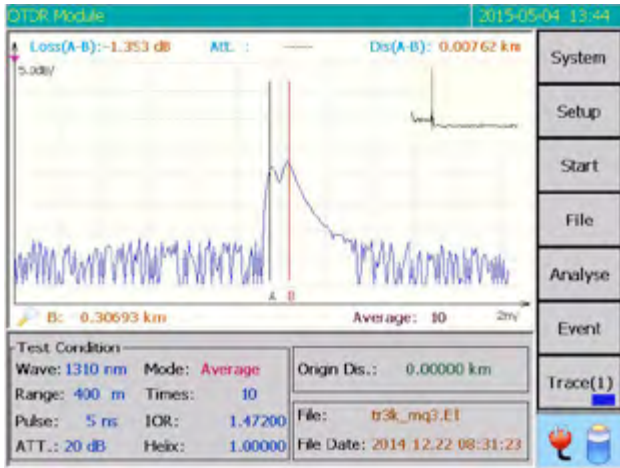 OTDR Module 2015-05-04 13:44
Loss(A-B):-1.353 dB Att. : Dis(A-B): 0.00762 km
5.0dB/
System
Setup
Start
File
Analyse
Event
Trace(1)
A B
B: 0.30693 km Average: 10
Test Condition
Wave: 1310 nm Mode: Average
Range: 400 m Times: 10
Pulse: 5 ns IOR: 1.47200
ATT.: 20 dB Helix: 1.00000
Origin Dis.: 0.00000 km
File: tr3k_mq3.E1
File Date: 2014.12.22 08:31:23